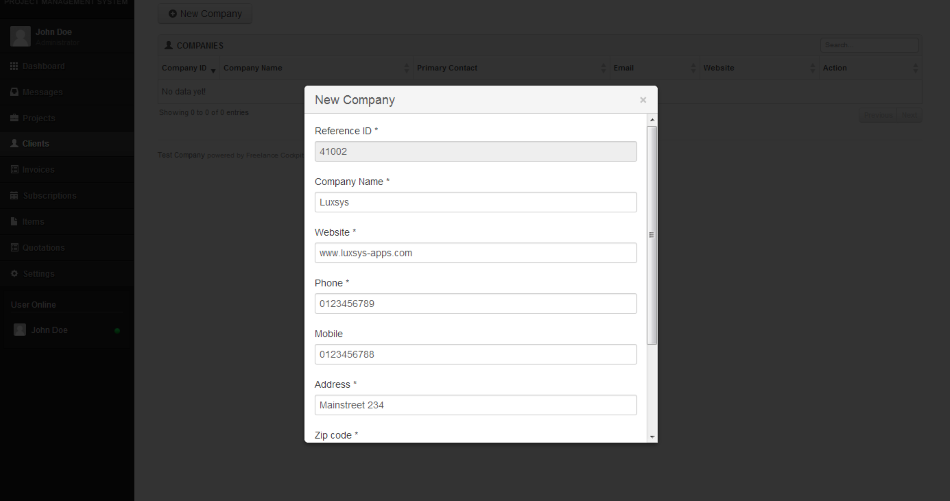 PROJECT MANAGEMENT SYSTEM
John Doe
Administrator
Dashboard
Messages
Projects
Clients
Invoices
Subscriptions
Items
Quotations
Settings
User Online
John Doe
New Company
COMPANIES
Search
Company ID Company Name Primary Contact Email Website Action
No data yet!
Showing 0 to 0 of 0 entries
Test Company powered by Freelance
New Company
×
Reference ID *
41002
Company Name *
Luxsys
Website *
www.luxsys-apps.com
Phone *
0123456789
Mobile
0123456788
Address *
Mainstreet 234
Zip code *